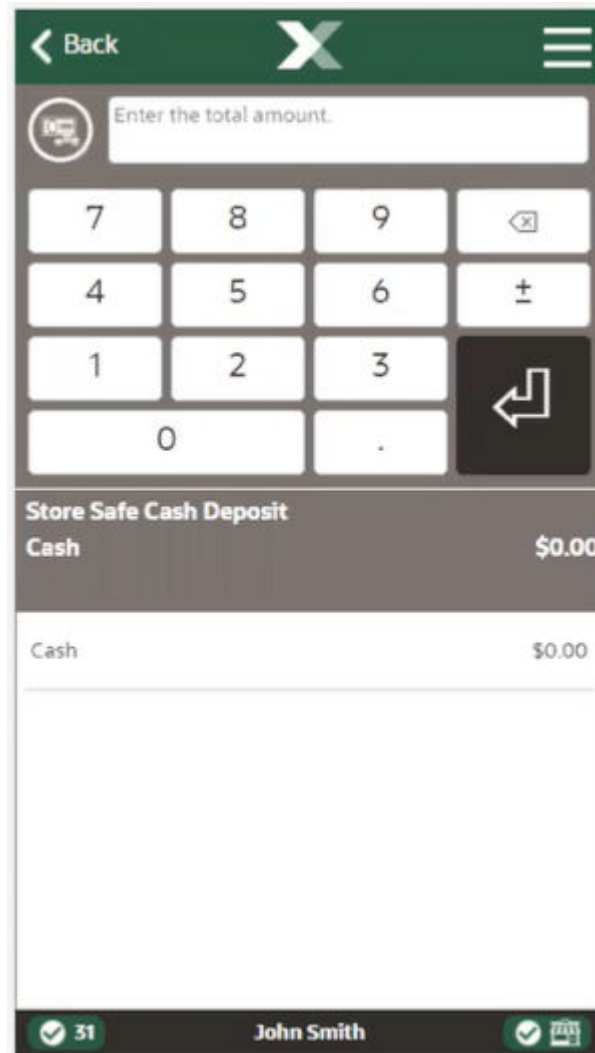 Back
Enter the total amount.
7 8 9
4 5 6 ±
1 2 3
0 .
Store Safe Cash Deposit
Cash $0.00
Cash $0.00
31 John Smith